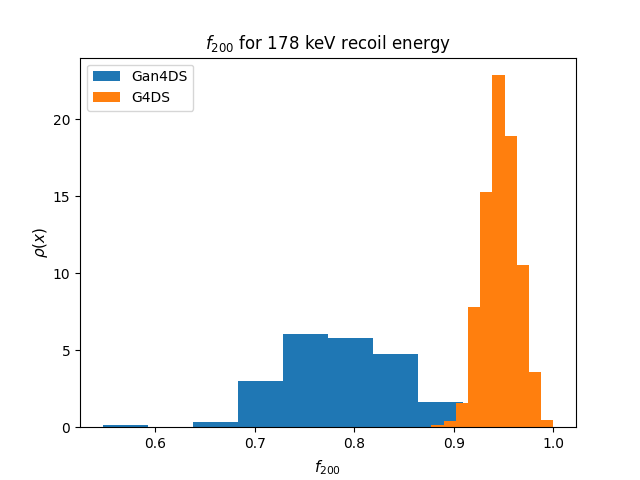 f₂₀₀ for 178 keV recoil energy
Gan4DS
G4DS
20
15
10
5
0
ρ(x)
0.6 0.7 0.8 0.9 1.0
f₂₀₀